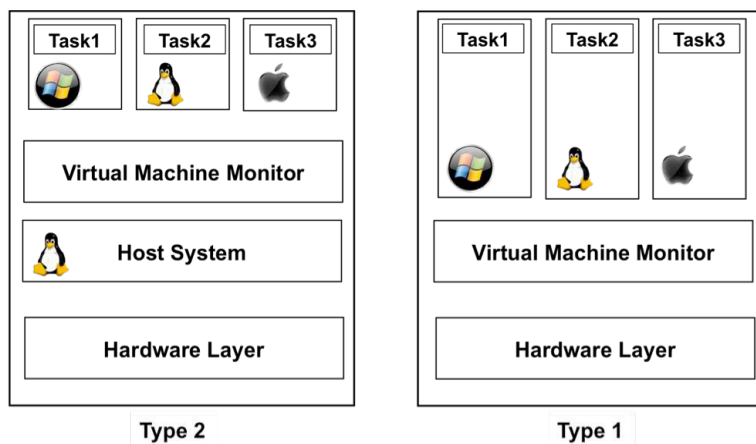 Task1
Task2
Task3
Virtual Machine Monitor
Host System
Hardware Layer
Type 2
Task1
Task2
Task3
Virtual Machine Monitor
Hardware Layer
Type 1